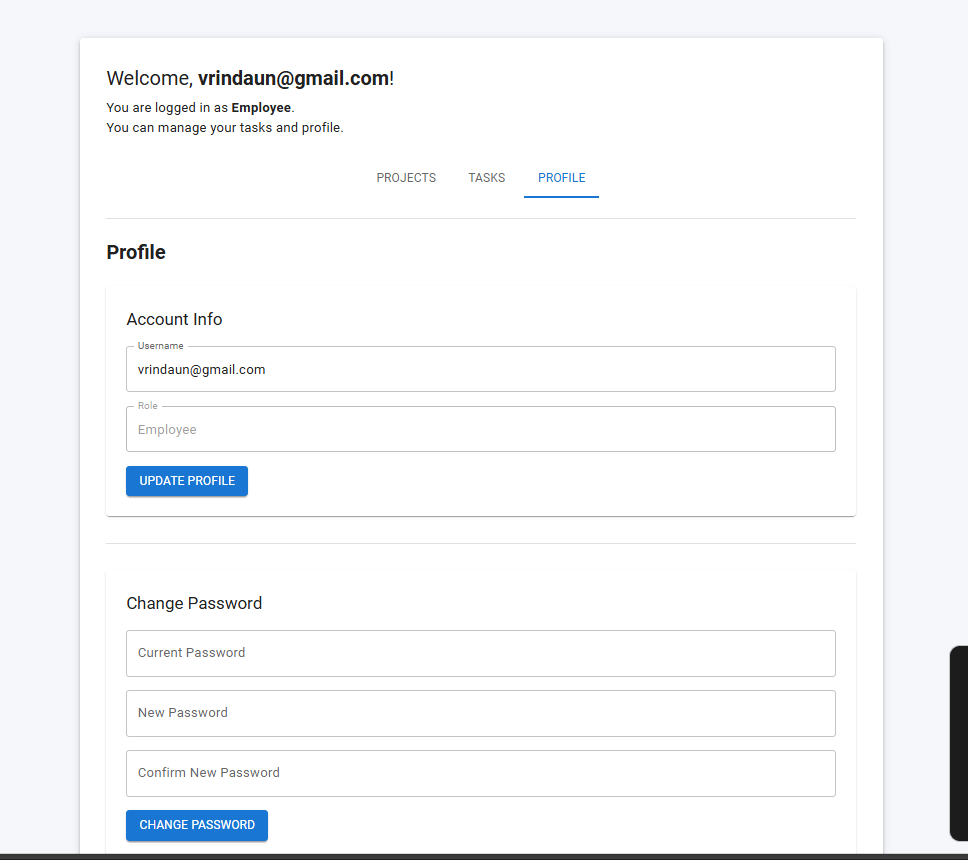 Welcome, vrindaun@gmail.com!
You are logged in as Employee.
You can manage your tasks and profile.
PROJECTS TASKS PROFILE
Profile
Account Info
Username
vrindaun@gmail.com
Role
Employee
UPDATE PROFILE
Change Password
Current Password
New Password
Confirm New Password
CHANGE PASSWORD